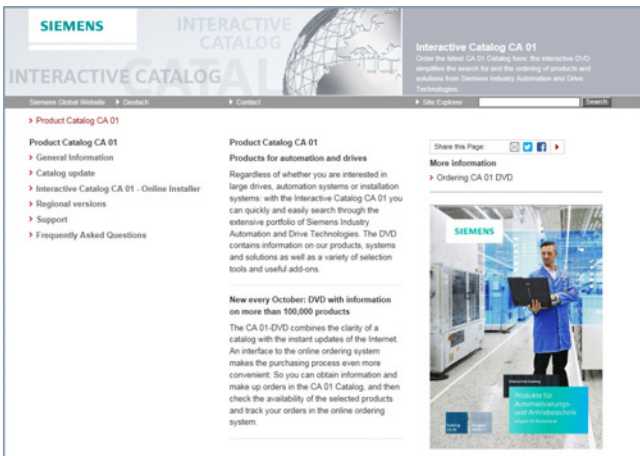 SIEMENS
INTERACTIVE
CATALOG
INTERACTIVE CATALOG
CATAL
Interactive Catalog CA 01
Order the latest CA 01 Catalog here: the interactive DVD
simplifies the search for and the ordering of products and
solutions from Siemens Industry Automation and Drive
Technologies.
Siemens Global Website
Deutsch
Contact
Site Explorer
Search
Product Catalog CA 01
Product Catalog CA 01
General Information
Catalog update
Interactive Catalog CA 01 - Online Installer
Regional versions
Support
Frequently Asked Questions
Product Catalog CA 01
Products for automation and drives
Regardless of whether you are interested in
large drives, automation systems or installation
systems: with the Interactive Catalog CA 01 you
can quickly and easily search through the
extensive portfolio of Siemens Industry
Automation and Drive Technologies. The DVD
contains information on our products, systems
and solutions as well as a variety of selection
tools and useful add-ons.
New every October: DVD with information
on more than 100,000 products
The CA 01-DVD combines the clarity of a
catalog with the instant updates of the Internet.
An interface to the online ordering system
makes the purchasing process even more
convenient. So you can obtain information and
make up orders in the CA 01 Catalog, and then
check the availability of the selected products
and track your orders in the online ordering
system.
Share this Page:
More information
Ordering CA 01 DVD
SIEMENS
Interactive Catalog
Produkte für
Automatisierungs-
und Antriebstechnik